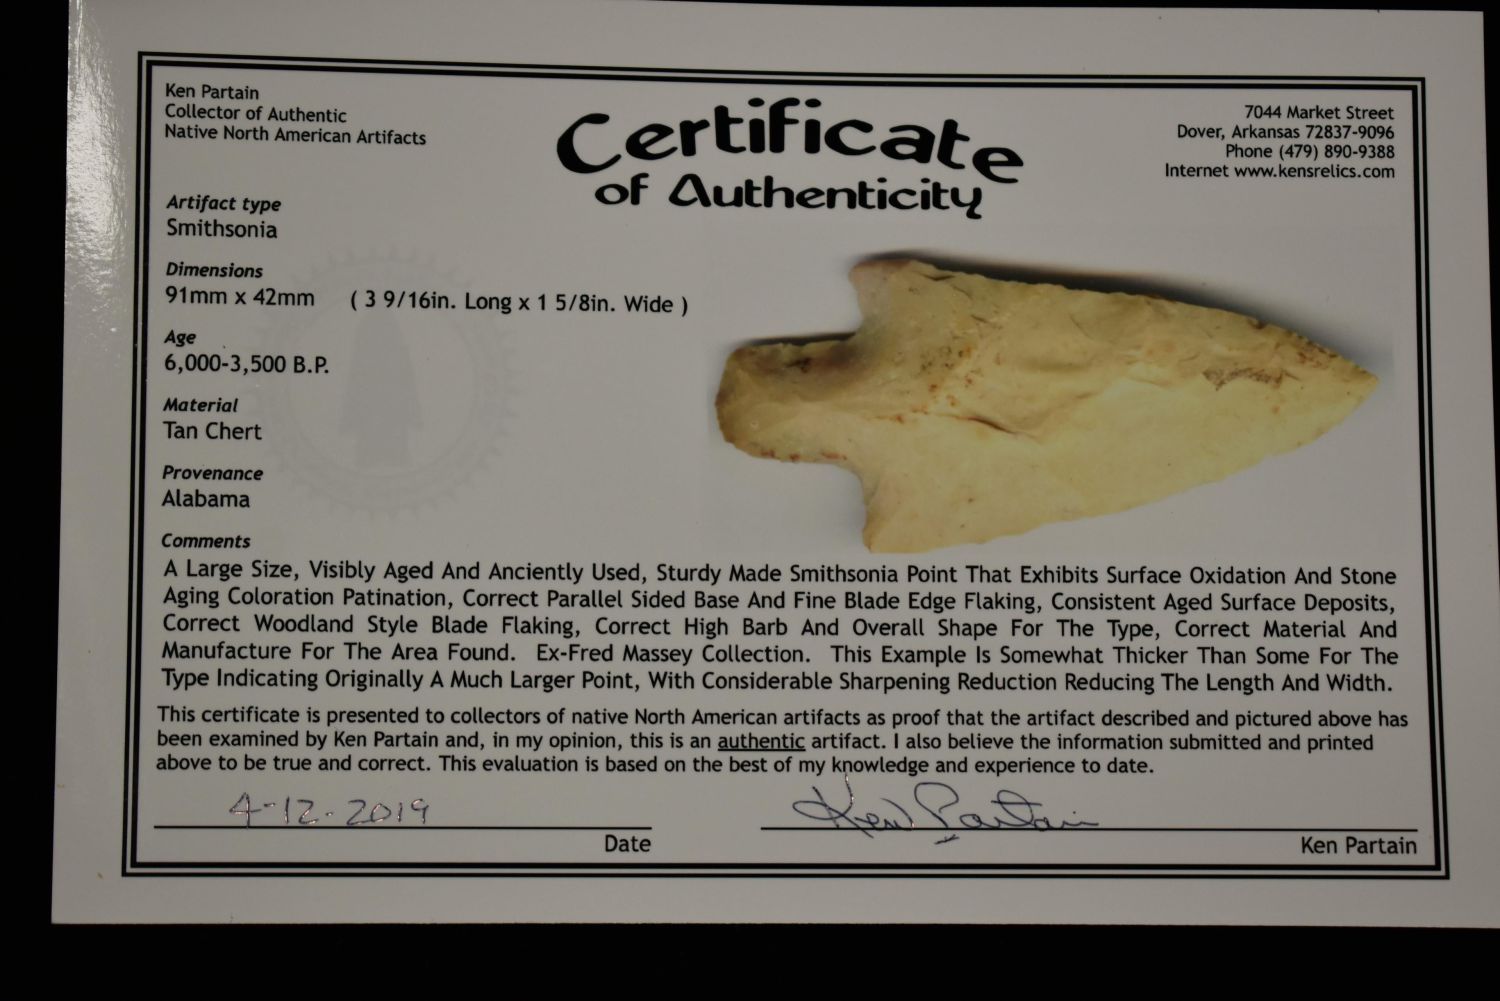 Ken Partain
Collector of Authentic
Native North American Artifacts
Certificate
of Authenticity
7044 Market Street
Dover, Arkansas 72837-9096
Phone (479) 890-9388
Internet www.kensrelics.com
Artifact type
Smithsonia
Dimensions
91mm x 42mm ( 3 9/16in. Long x 1 5/8in. Wide )
Age
6,000-3,500 B.P.
Material
Tan Chert
Provenance
Alabama
Comments
A Large Size, Visibly Aged And Anciently Used, Sturdy Made Smithsonia Point That Exhibits Surface Oxidation And Stone
Aging Coloration Patination, Correct Parallel Sided Base And Fine Blade Edge Flaking, Consistent Aged Surface Deposits,
Correct Woodland Style Blade Flaking, Correct High Barb And Overall Shape For The Type, Correct Material And
Manufacture For The Area Found. Ex-Fred Massey Collection. This Example Is Somewhat Thicker Than Some For The
Type Indicating Originally A Much Larger Point, With Considerable Sharpening Reduction Reducing The Length And Width.
This certificate is presented to collectors of native North American artifacts as proof that the artifact described and pictured above has
been examined by Ken Partain and, in my opinion, this is an authentic artifact. I also believe the information submitted and printed
above to be true and correct. This evaluation is based on the best of my knowledge and experience to date.
4-12-2019
Ken Partain
Date
Ken Partain